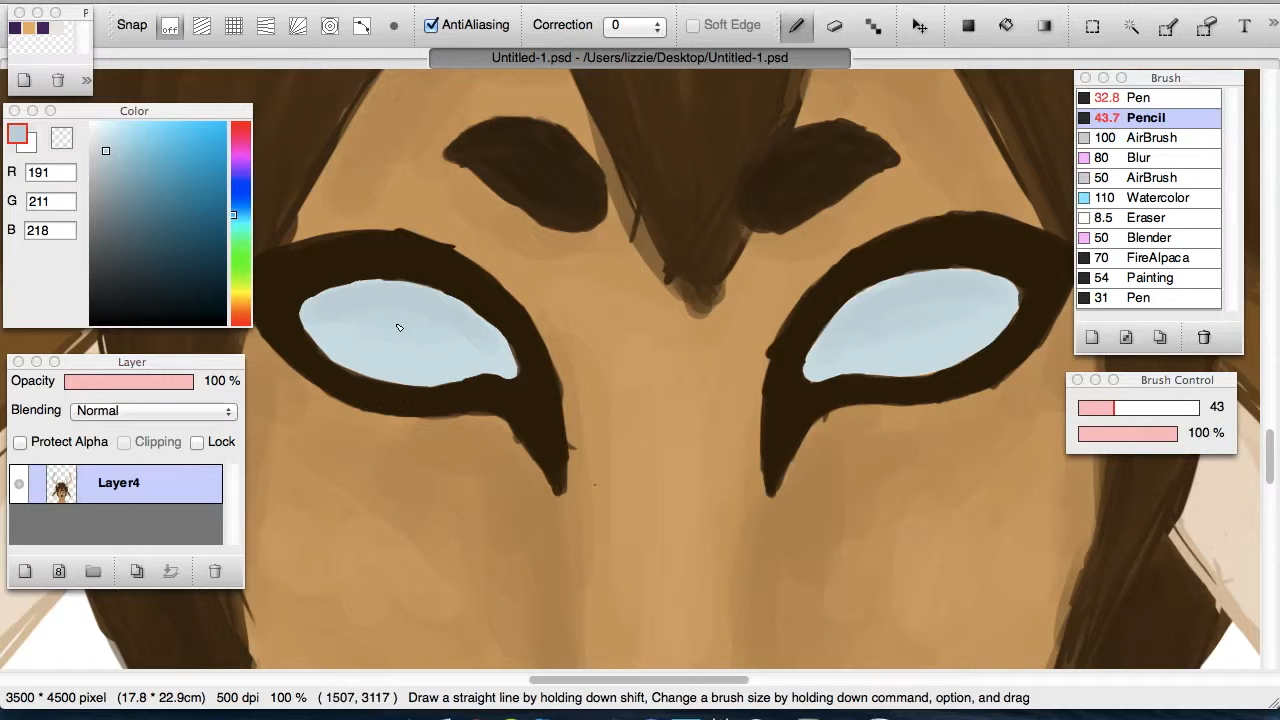 P
Snap off AntiAliasing Correction 0 Soft Edge T
Untitled-1.psd - /Users/lizzie/Desktop/Untitled-1.psd
Color
R 191
G 211
B 218
Layer
Opacity 100 %
Blending Normal
Protect Alpha Clipping Lock
Layer4
8
Brush
32.8 Pen
43.7 Pencil
100 AirBrush
80 Blur
50 AirBrush
110 Watercolor
8.5 Eraser
50 Blender
70 FireAlpaca
54 Painting
31 Pen
Brush Control
43
100 %
3500 * 4500 pixel (17.8 * 22.9cm) 500 dpi 100 % ( 1507, 3117 ) Draw a straight line by holding down shift, Change a brush size by holding down command, option, and drag